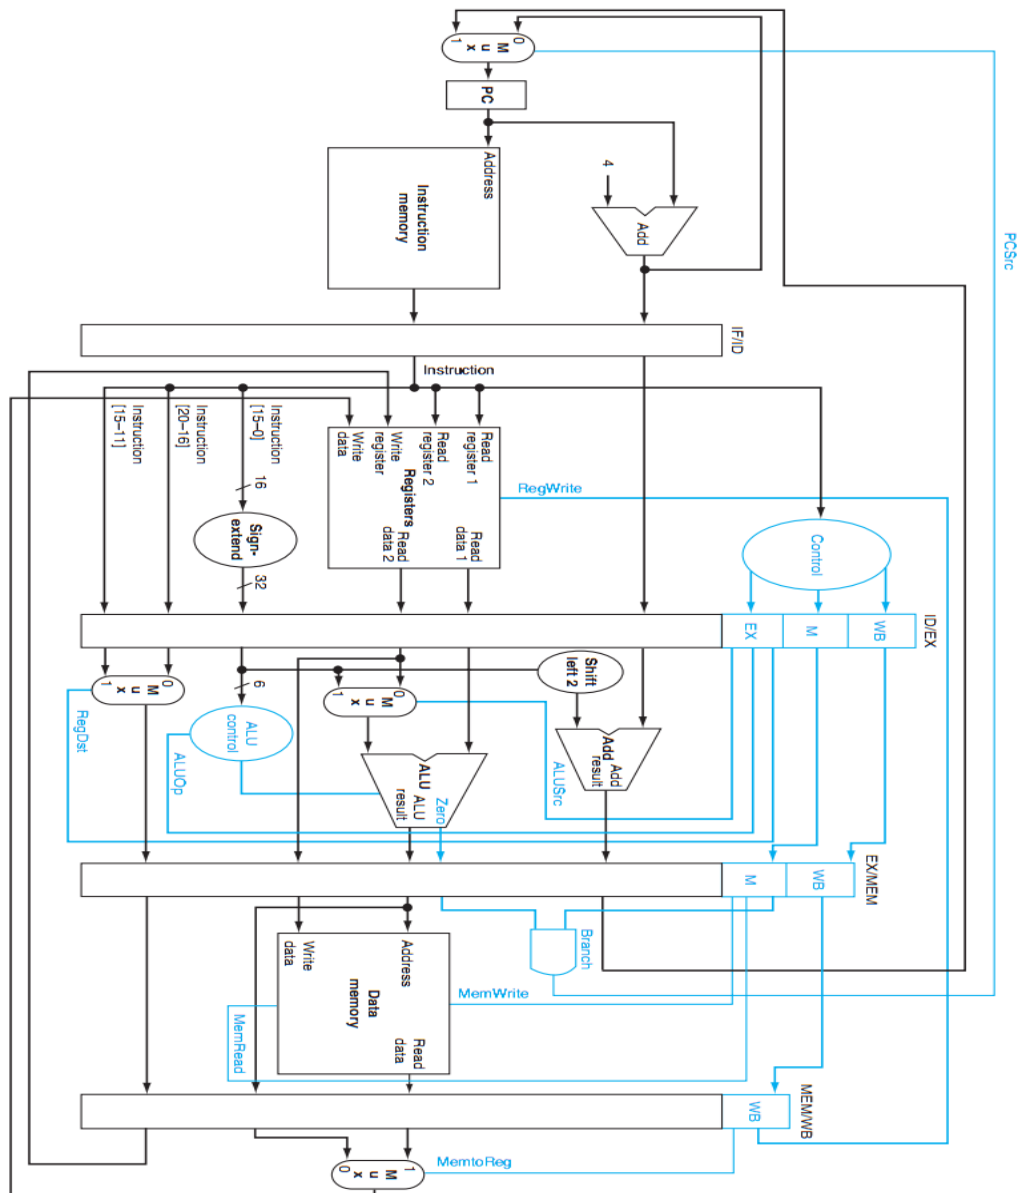 0
M
u
x
1
PC
4
Add
Address
Instruction
memory
PCSrc
IF/ID
Instruction
Instruction
[15–0]
Instruction
[20–16]
Instruction
[15–11]
16
Sign-
extend
32
Read
register 1
Read
register 2
Write
register
Write
data
Registers
Read
data 1
Read
data 2
RegWrite
Control
ID/EX
WB
M
EX
Shift
left 2
Add
Add
result
0
M
u
x
1
ALU
ALU
result
Zero
ALUSrc
6
ALU
control
ALUOp
0
M
u
x
1
RegDst
EX/MEM
WB
M
Branch
MemWrite
Address
Write
data
Data
memory
Read
data
MemRead
MEM/WB
WB
MemtoReg
1
M
u
x
0